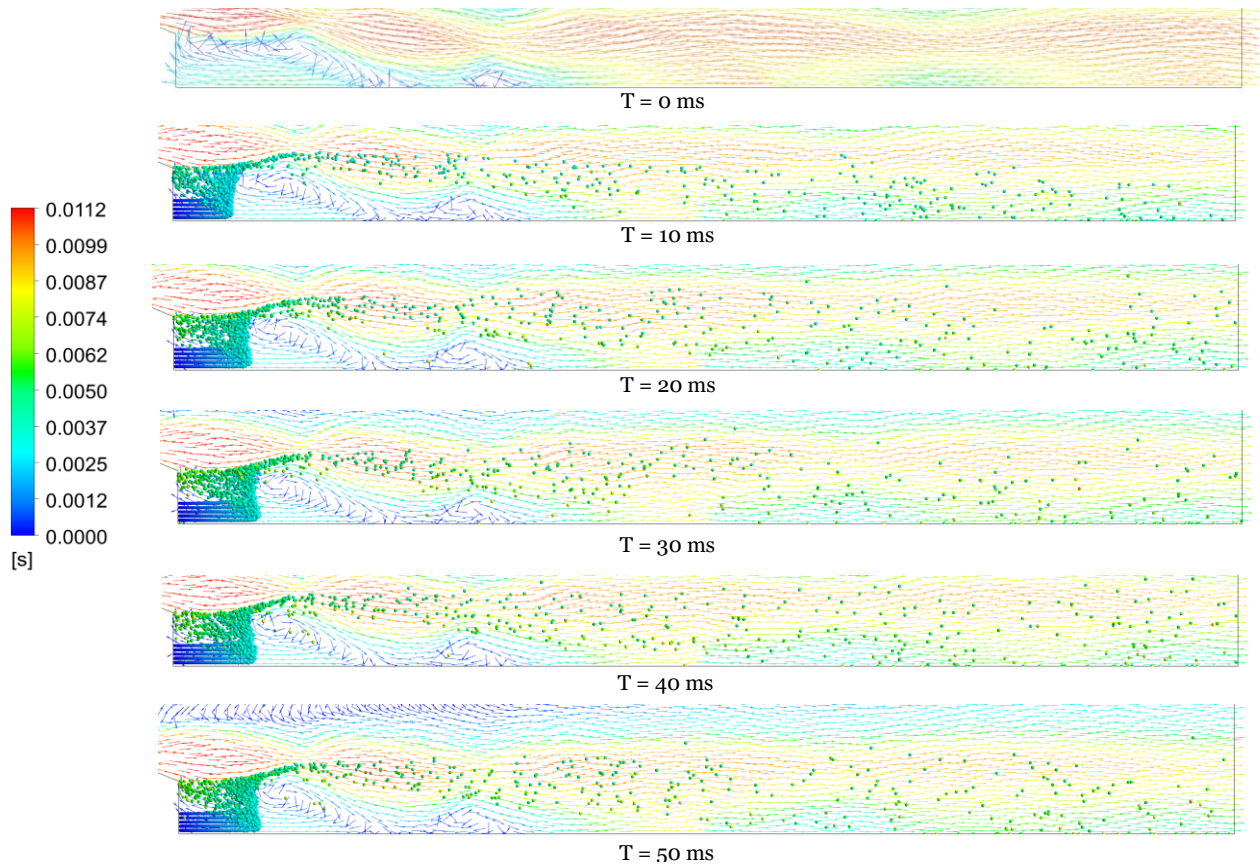 T = 0 ms
T = 10 ms
0.0112
0.0099
0.0087
0.0074
0.0062
0.0050
0.0037
0.0025
0.0012
0.0000
[s]
T = 20 ms
T = 30 ms
T = 40 ms
T = 50 ms